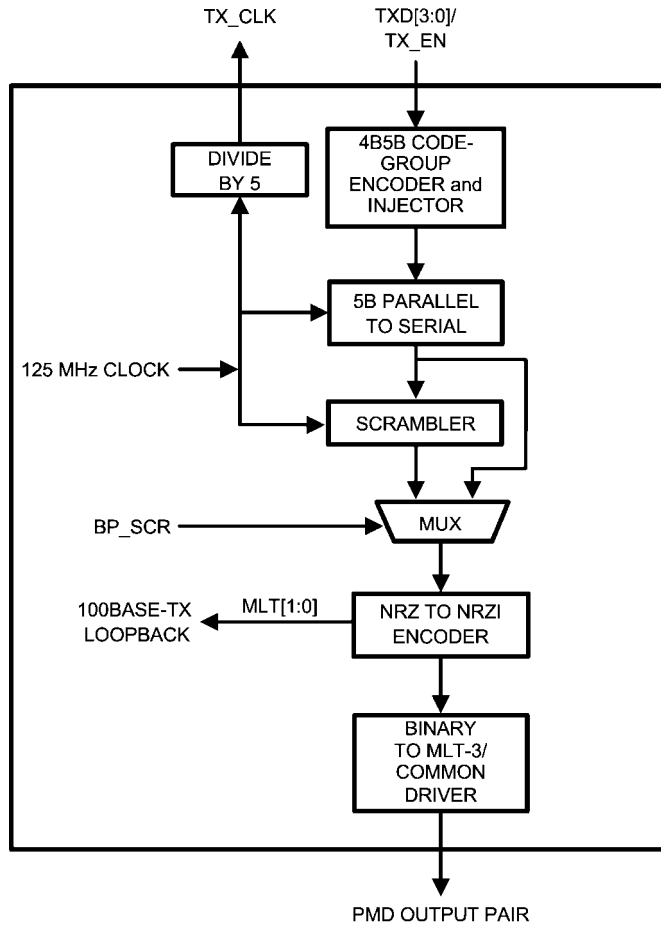 TX_CLK
TXD[3:0]/
TX_EN
DIVIDE
BY 5
4B5B CODE-
GROUP
ENCODER and
INJECTOR
5B PARALLEL
TO SERIAL
125 MHz CLOCK
SCRAMBLER
BP_SCR
MUX
100BASE-TX
LOOPBACK
MLT[1:0]
NRZ TO NRZI
ENCODER
BINARY
TO MLT-3/
COMMON
DRIVER
PMD OUTPUT PAIR